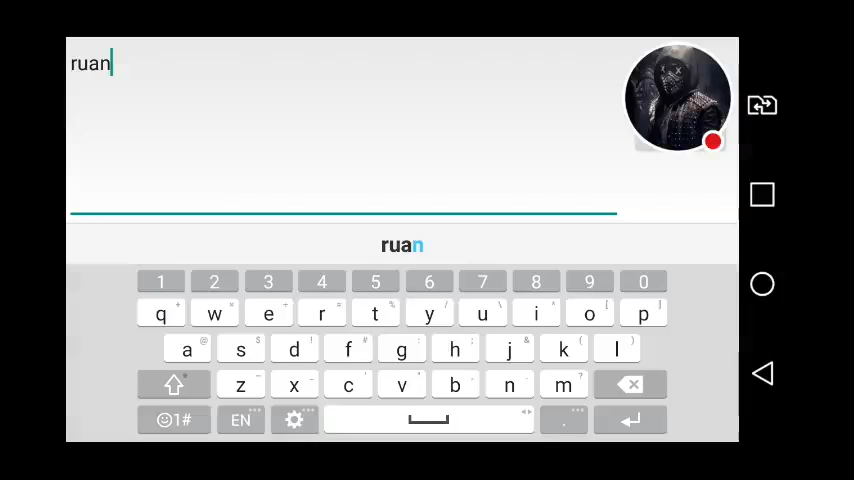 ruan
ruan
1 2 3 4 5 6 7 8 9 0
q w e r t y u i o p
a s d f g h j k l
z x c v b n m
☺1# EN .